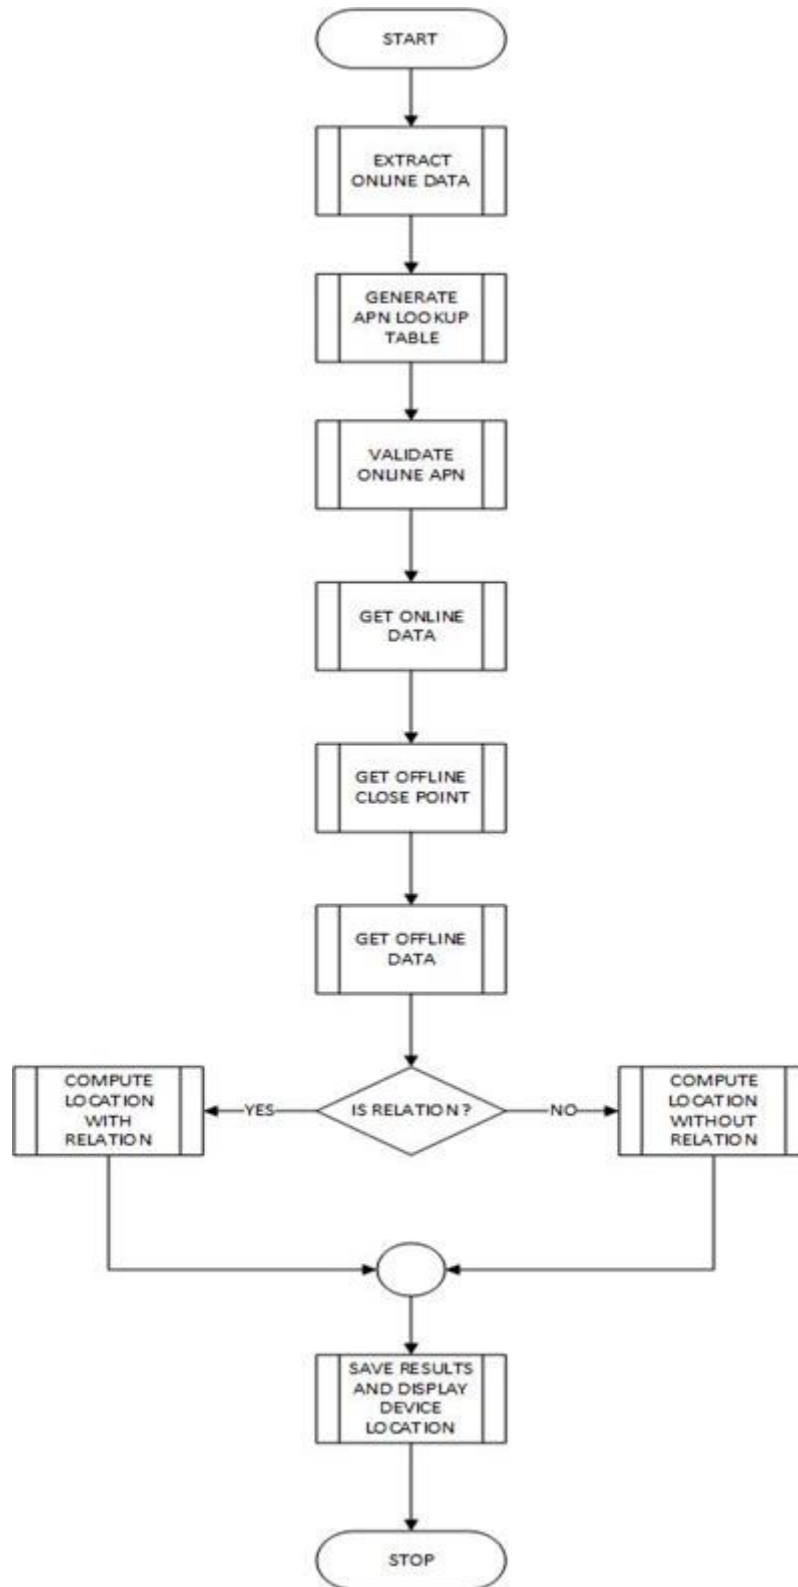 START
EXTRACT
ONLINE DATA
GENERATE
APN LOOKUP
TABLE
VALIDATE
ONLINE APN
GET ONLINE
DATA
GET OFFLINE
CLOSE POINT
GET OFFLINE
DATA
COMPUTE
LOCATION
WITH
RELATION
YES
IS RELATION ?
NO
COMPUTE
LOCATION
WITHOUT
RELATION
SAVE RESULTS
AND DISPLAY
DEVICE
LOCATION
STOP